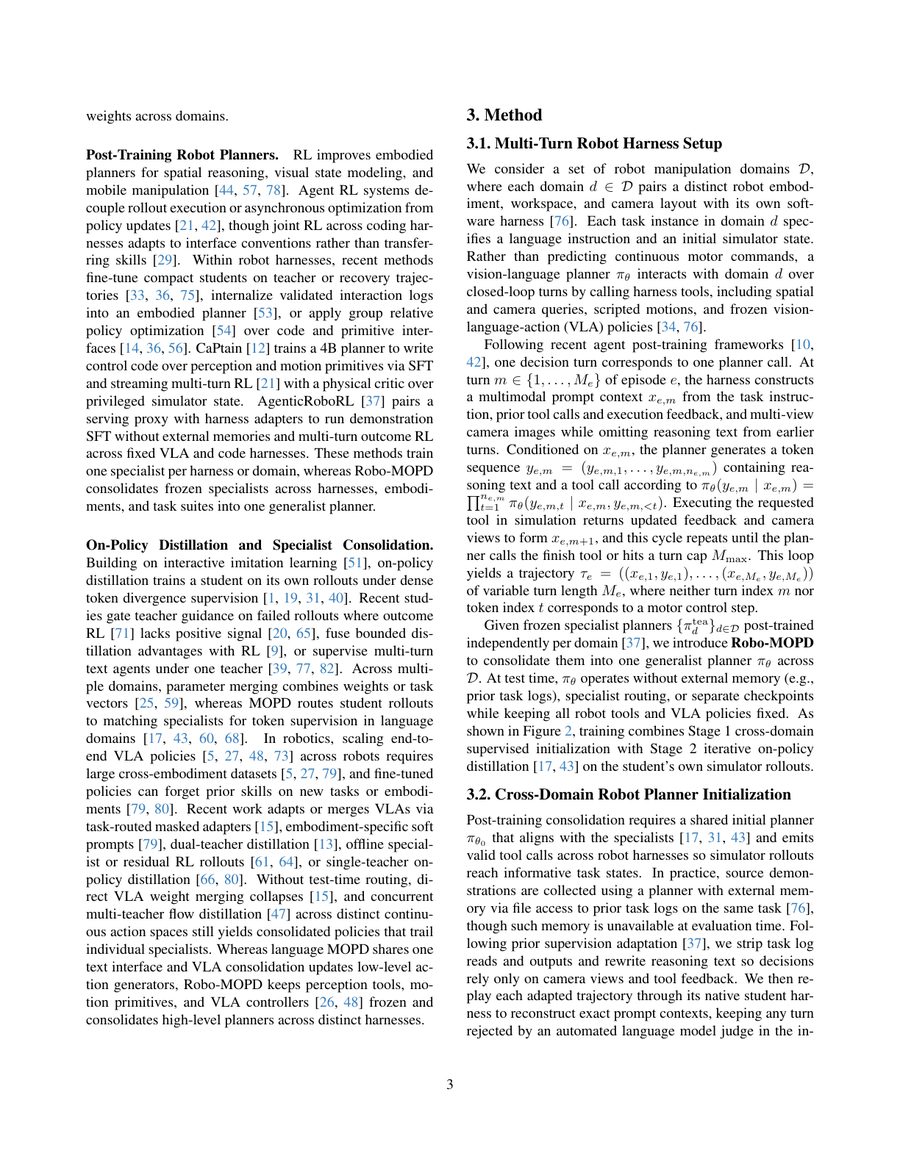 weights across domains.
Post-Training Robot Planners. RL improves embodied
planners for spatial reasoning, visual state modeling, and
mobile manipulation [44, 57, 78]. Agent RL systems de-
couple rollout execution or asynchronous optimization from
policy updates [21, 42], though joint RL across coding har-
nesses adapts to interface conventions rather than transfer-
ring skills [29]. Within robot harnesses, recent methods
fine-tune compact students on teacher or recovery trajec-
tories [33, 36, 75], internalize validated interaction logs
into an embodied planner [53], or apply group relative
policy optimization [54] over code and primitive inter-
faces [14, 36, 56]. CaPtain [12] trains a 4B planner to write
control code over perception and motion primitives via SFT
and streaming multi-turn RL [21] with a physical critic over
privileged simulator state. AgenticRoboRL [37] pairs a
serving proxy with harness adapters to run demonstration
SFT without external memories and multi-turn outcome RL
across fixed VLA and code harnesses. These methods train
one specialist per harness or domain, whereas Robo-MOPD
consolidates frozen specialists across harnesses, embodi-
ments, and task suites into one generalist planner.
On-Policy Distillation and Specialist Consolidation.
Building on interactive imitation learning [51], on-policy
distillation trains a student on its own rollouts under dense
token divergence supervision [1, 19, 31, 40]. Recent stud-
ies gate teacher guidance on failed rollouts where outcome
RL [71] lacks positive signal [20, 65], fuse bounded dis-
tillation advantages with RL [9], or supervise multi-turn
text agents under one teacher [39, 77, 82]. Across multi-
ple domains, parameter merging combines weights or task
vectors [25, 59], whereas MOPD routes student rollouts
to matching specialists for token supervision in language
domains [17, 43, 60, 68]. In robotics, scaling end-to-
end VLA policies [5, 27, 48, 73] across robots requires
large cross-embodiment datasets [5, 27, 79], and fine-tuned
policies can forget prior skills on new tasks or embodi-
ments [79, 80]. Recent work adapts or merges VLAs via
task-routed masked adapters [15], embodiment-specific soft
prompts [79], dual-teacher distillation [13], offline special-
ist or residual RL rollouts [61, 64], or single-teacher on-
policy distillation [66, 80]. Without test-time routing, di-
rect VLA weight merging collapses [15], and concurrent
multi-teacher flow distillation [47] across distinct continu-
ous action spaces still yields consolidated policies that trail
individual specialists. Whereas language MOPD shares one
text interface and VLA consolidation updates low-level ac-
tion generators, Robo-MOPD keeps perception tools, mo-
tion primitives, and VLA controllers [26, 48] frozen and
consolidates high-level planners across distinct harnesses.
3. Method
3.1. Multi-Turn Robot Harness Setup
We consider a set of robot manipulation domains 𝒟,
where each domain d ∈ 𝒟 pairs a distinct robot embod-
iment, workspace, and camera layout with its own soft-
ware harness [76]. Each task instance in domain d spec-
ifies a language instruction and an initial simulator state.
Rather than predicting continuous motor commands, a
vision-language planner π_θ interacts with domain d over
closed-loop turns by calling harness tools, including spatial
and camera queries, scripted motions, and frozen vision-
language-action (VLA) policies [34, 76].
Following recent agent post-training frameworks [10,
42], one decision turn corresponds to one planner call. At
turn m ∈ {1, . . . , M_e} of episode e, the harness constructs
a multimodal prompt context x_{e,m} from the task instruc-
tion, prior tool calls and execution feedback, and multi-view
camera images while omitting reasoning text from earlier
turns. Conditioned on x_{e,m}, the planner generates a token
sequence y_{e,m} = (y_{e,m,1}, . . . , y_{e,m,n_{e,m}}) containing rea-
soning text and a tool call according to π_θ(y_{e,m} | x_{e,m}) =
∏_{t=1}^{n_{e,m}} π_θ(y_{e,m,t} | x_{e,m}, y_{e,m,<t}). Executing the requested
tool in simulation returns updated feedback and camera
views to form x_{e,m+1}, and this cycle repeats until the plan-
ner calls the finish tool or hits a turn cap M_max. This loop
yields a trajectory τ_e = ((x_{e,1}, y_{e,1}), . . . , (x_{e,M_e}, y_{e,M_e}))
of variable turn length M_e, where neither turn index m nor
token index t corresponds to a motor control step.
Given frozen specialist planners {π_d^tea}_{d∈𝒟} post-trained
independently per domain [37], we introduce Robo-MOPD
to consolidate them into one generalist planner π_θ across
𝒟. At test time, π_θ operates without external memory (e.g.,
prior task logs), specialist routing, or separate checkpoints
while keeping all robot tools and VLA policies fixed. As
shown in Figure 2, training combines Stage 1 cross-domain
supervised initialization with Stage 2 iterative on-policy
distillation [17, 43] on the student's own simulator rollouts.
3.2. Cross-Domain Robot Planner Initialization
Post-training consolidation requires a shared initial planner
π_{θ_0} that aligns with the specialists [17, 31, 43] and emits
valid tool calls across robot harnesses so simulator rollouts
reach informative task states. In practice, source demon-
strations are collected using a planner with external mem-
ory via file access to prior task logs on the same task [76],
though such memory is unavailable at evaluation time. Fol-
lowing prior supervision adaptation [37], we strip task log
reads and outputs and rewrite reasoning text so decisions
rely only on camera views and tool feedback. We then re-
play each adapted trajectory through its native student har-
ness to reconstruct exact prompt contexts, keeping any turn
rejected by an automated language model judge in the in-
3